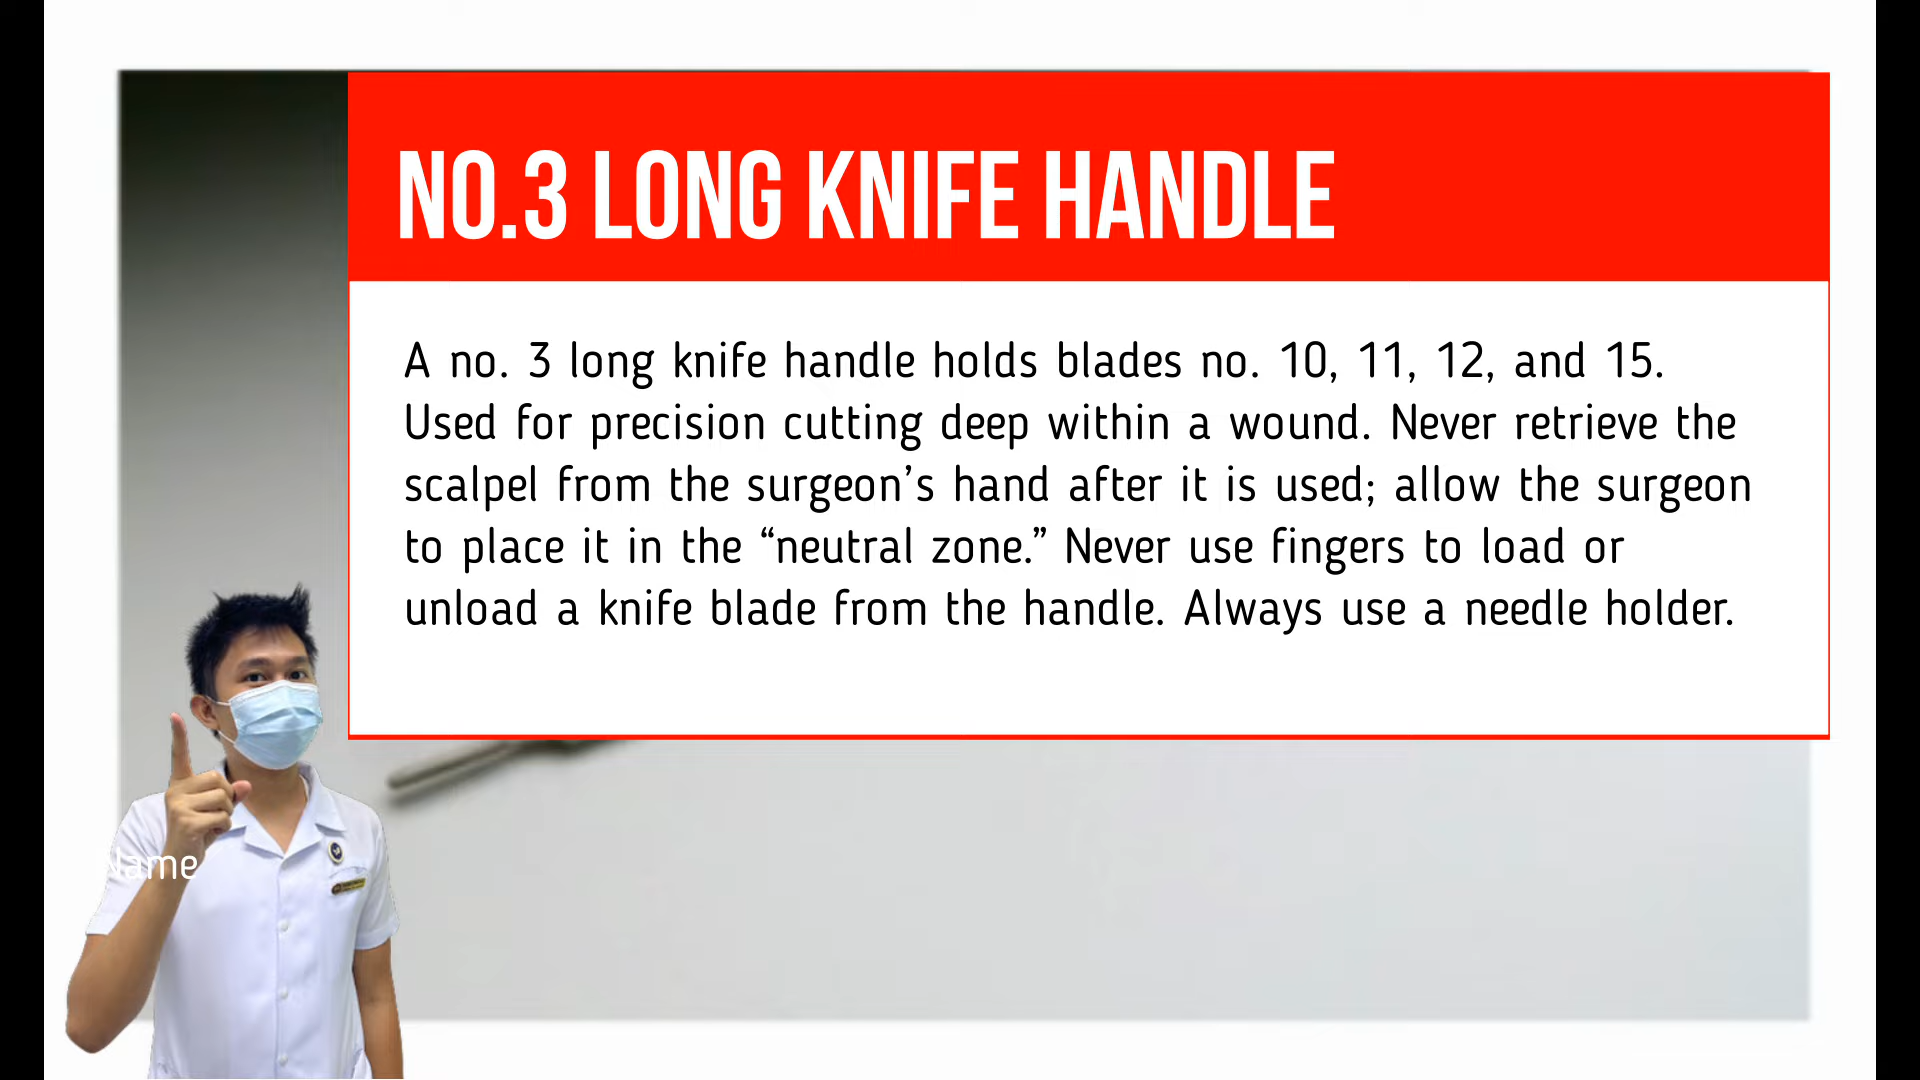 NO.3 LONG KNIFE HANDLE
A no. 3 long knife handle holds blades no. 10, 11, 12, and 15.
Used for precision cutting deep within a wound. Never retrieve the
scalpel from the surgeon’s hand after it is used; allow the surgeon
to place it in the “neutral zone.” Never use fingers to load or
unload a knife blade from the handle. Always use a needle holder.
Name